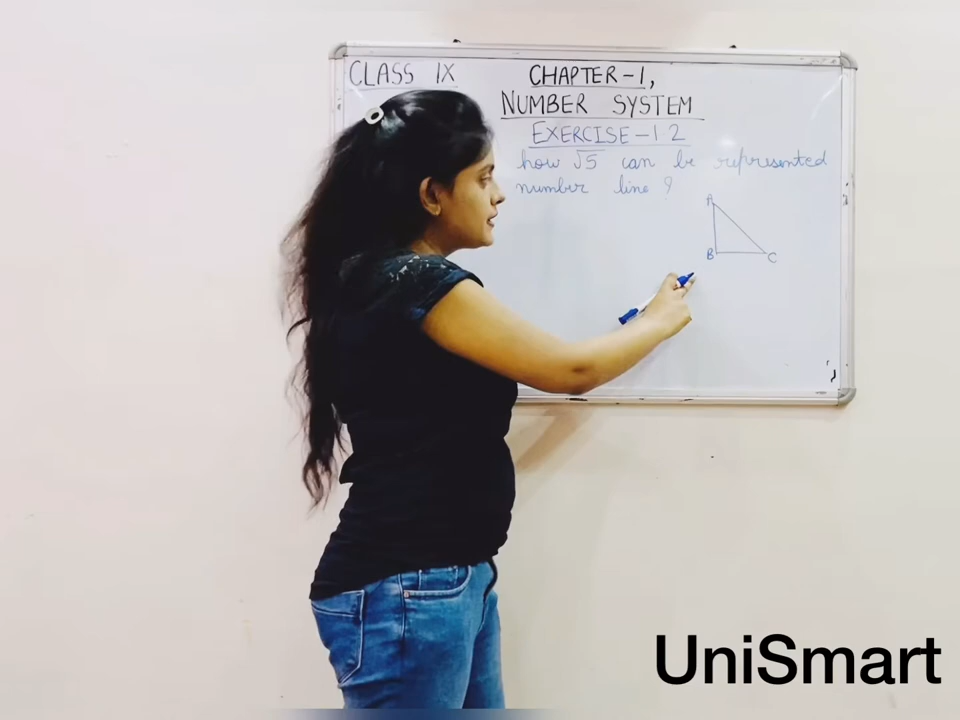 CLASS IX
CHAPTER-1,
NUMBER SYSTEM
EXERCISE-1.2
how √5 can be represented
number line ?
A
B
C
UniSmart